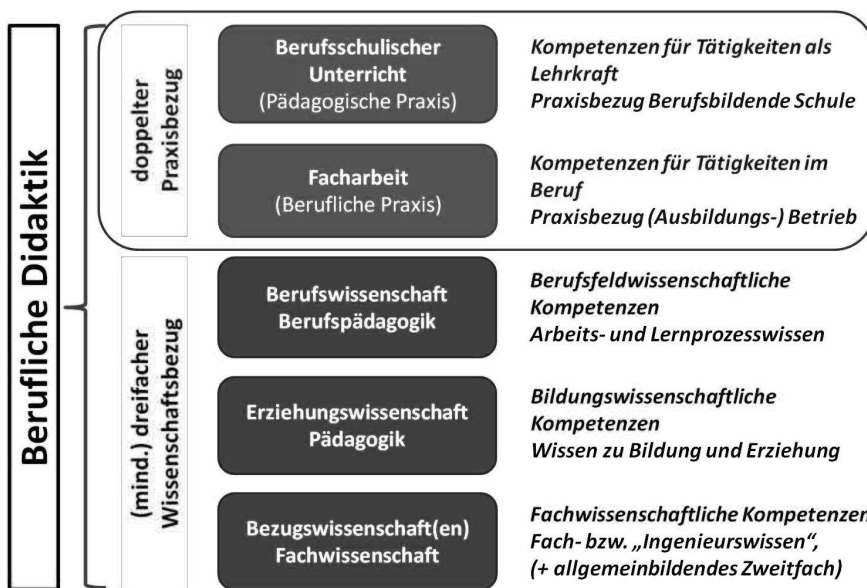 Berufliche Didaktik
doppelter
Praxisbezug
Berufsschulischer
Unterricht
(Pädagogische Praxis)
Kompetenzen für Tätigkeiten als
Lehrkraft
Praxisbezug Berufsbildende Schule
Facharbeit
(Berufliche Praxis)
Kompetenzen für Tätigkeiten im
Beruf
Praxisbezug (Ausbildungs-) Betrieb
(mind.) dreifacher
Wissenschaftsbezug
Berufswissenschaft
Berufspädagogik
Berufsfeldwissenschaftliche
Kompetenzen
Arbeits- und Lernprozesswissen
Erziehungswissenschaft
Pädagogik
Bildungswissenschaftliche
Kompetenzen
Wissen zu Bildung und Erziehung
Bezugswissenschaft(en)
Fachwissenschaft
Fachwissenschaftliche Kompetenzen
Fach- bzw. „Ingenieurswissen“,
(+ allgemeinbildendes Zweitfach)